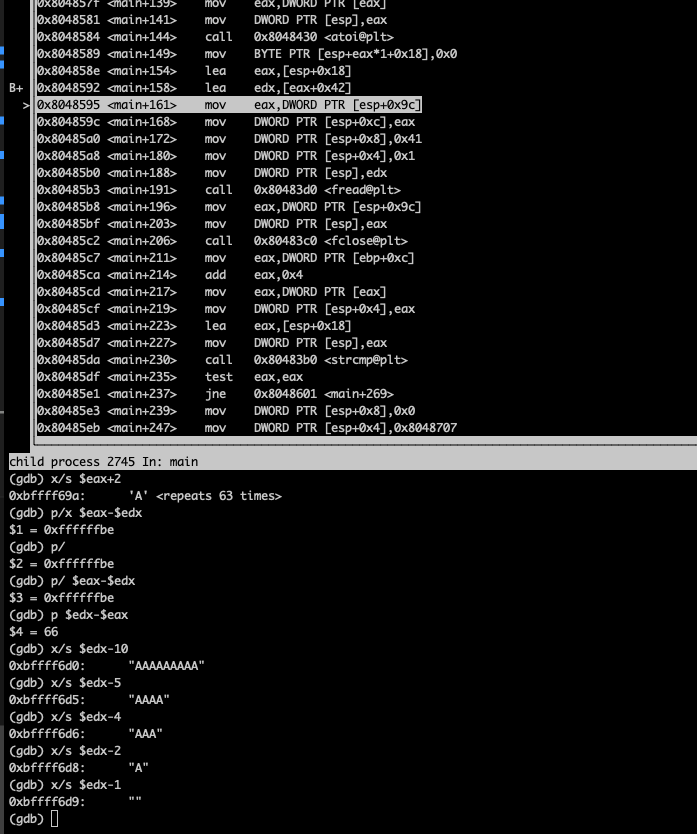 0x804857f <main+139>    mov    eax,DWORD PTR [eax]
0x8048581 <main+141>    mov    DWORD PTR [esp],eax
0x8048584 <main+144>    call   0x8048430 <atoi@plt>
0x8048589 <main+149>    mov    BYTE PTR [esp+eax*1+0x18],0x0
0x804858e <main+154>    lea    eax,[esp+0x18]
B+ 0x8048592 <main+158>    lea    edx,[eax+0x42]
> 0x8048595 <main+161>    mov    eax,DWORD PTR [esp+0x9c]
0x804859c <main+168>    mov    DWORD PTR [esp+0xc],eax
0x80485a0 <main+172>    mov    DWORD PTR [esp+0x8],0x41
0x80485a8 <main+180>    mov    DWORD PTR [esp+0x4],0x1
0x80485b0 <main+188>    mov    DWORD PTR [esp],edx
0x80485b3 <main+191>    call   0x80483d0 <fread@plt>
0x80485b8 <main+196>    mov    eax,DWORD PTR [esp+0x9c]
0x80485bf <main+203>    mov    DWORD PTR [esp],eax
0x80485c2 <main+206>    call   0x80483c0 <fclose@plt>
0x80485c7 <main+211>    mov    eax,DWORD PTR [ebp+0xc]
0x80485ca <main+214>    add    eax,0x4
0x80485cd <main+217>    mov    eax,DWORD PTR [eax]
0x80485cf <main+219>    mov    DWORD PTR [esp+0x4],eax
0x80485d3 <main+223>    lea    eax,[esp+0x18]
0x80485d7 <main+227>    mov    DWORD PTR [esp],eax
0x80485da <main+230>    call   0x80483b0 <strcmp@plt>
0x80485df <main+235>    test   eax,eax
0x80485e1 <main+237>    jne    0x8048601 <main+269>
0x80485e3 <main+239>    mov    DWORD PTR [esp+0x8],0x0
0x80485eb <main+247>    mov    DWORD PTR [esp+0x4],0x8048707
child process 2745 In: main
(gdb) x/s $eax+2
0xbffff69a:      'A' <repeats 63 times>
(gdb) p/x $eax-$edx
$1 = 0xffffffbe
(gdb) p/
$2 = 0xffffffbe
(gdb) p/ $eax-$edx
$3 = 0xffffffbe
(gdb) p $edx-$eax
$4 = 66
(gdb) x/s $edx-10
0xbffff6d0:      "AAAAAAAAA"
(gdb) x/s $edx-5
0xbffff6d5:      "AAAA"
(gdb) x/s $edx-4
0xbffff6d6:      "AAA"
(gdb) x/s $edx-2
0xbffff6d8:      "A"
(gdb) x/s $edx-1
0xbffff6d9:      ""
(gdb)